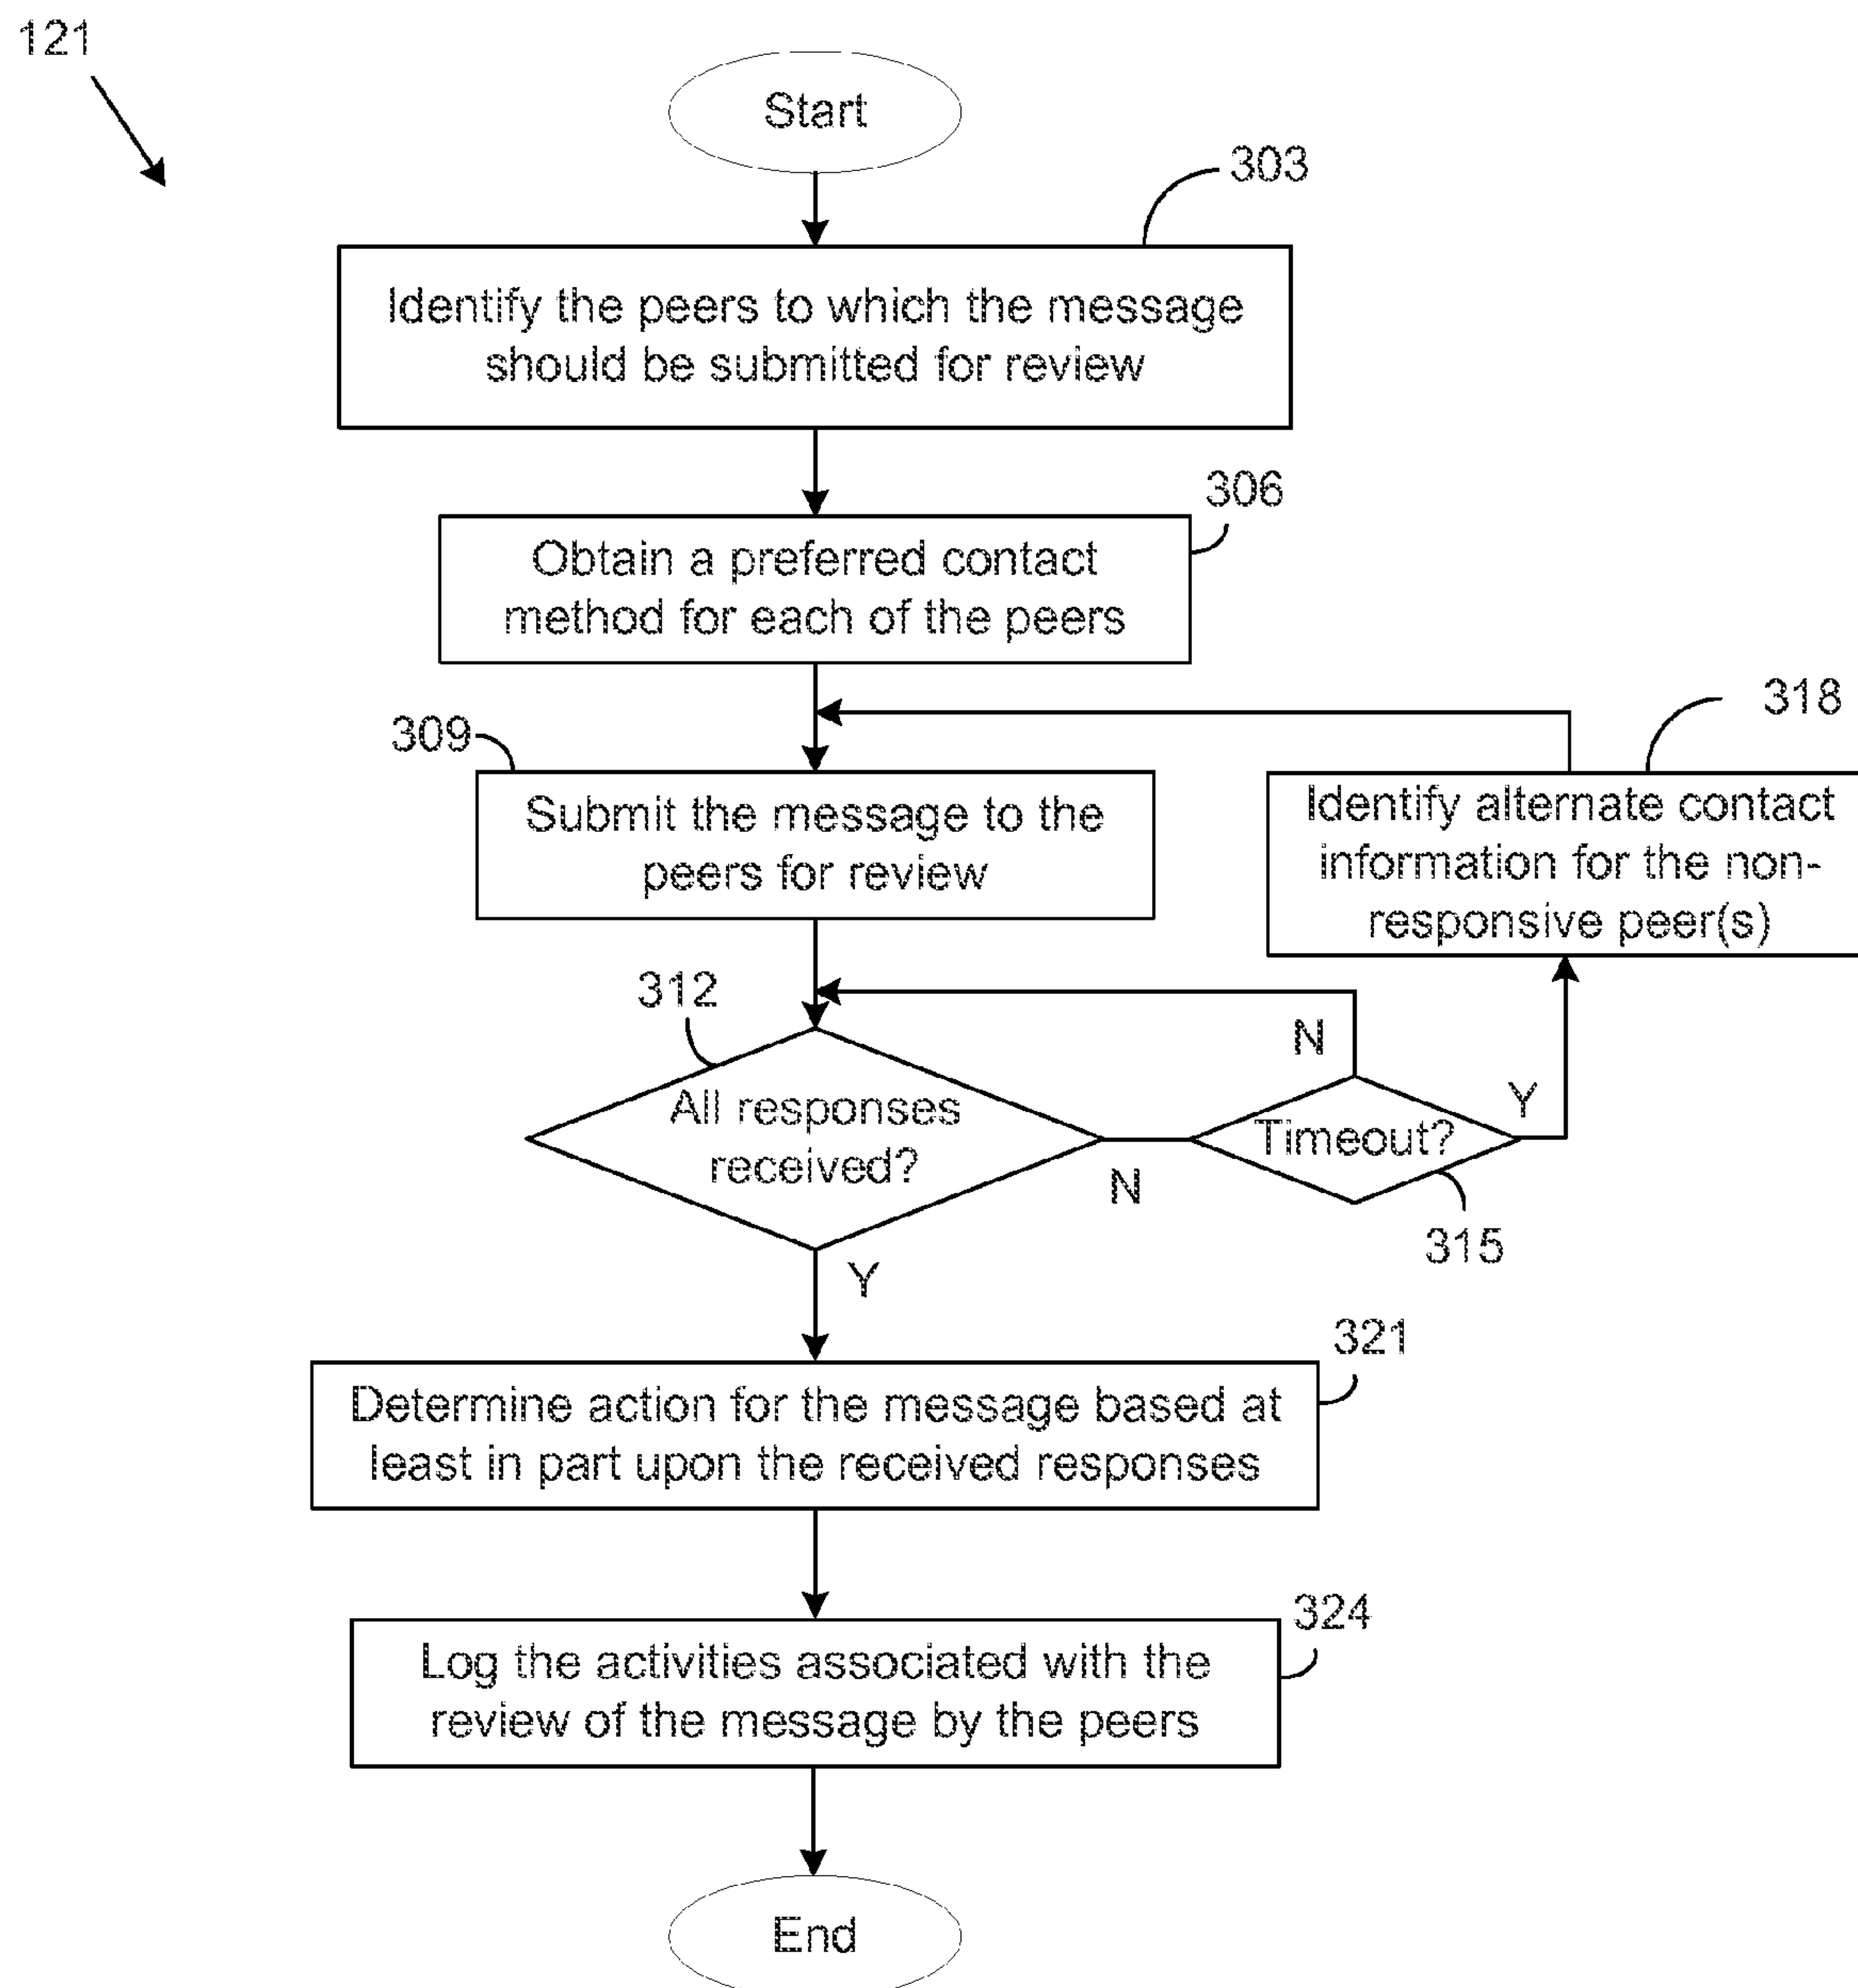 121
Start
303
Identify the peers to which the message
should be submitted for review
306
Obtain a preferred contact
method for each of the peers
318
309
Submit the message to the
peers for review
Identify alternate contact
information for the non-
responsive peer(s)
312
N
All responses
received?
Timeout?
Y
N
315
Y
321
Determine action for the message based at
least in part upon the received responses
324
Log the activities associated with the
review of the message by the peers
End